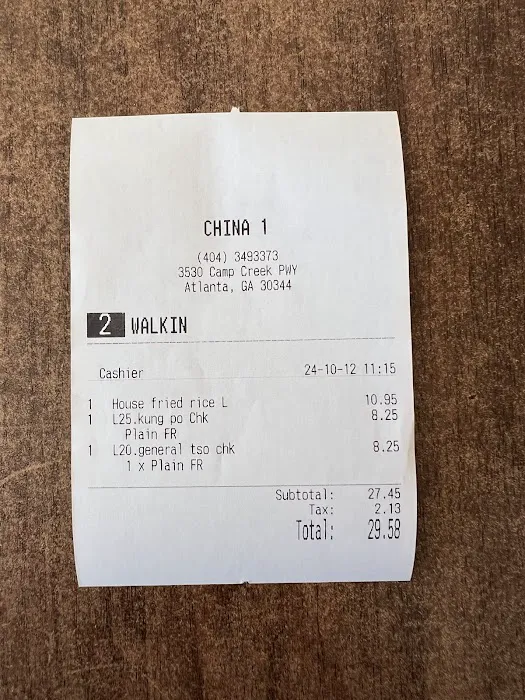 CHINA 1
(404) 3493373
3530 Camp Creek PWY
Atlanta, GA 30344
2 WALKIN
Cashier 24-10-12 11:15
1 House fried rice L 10.95
1 L25.kung po Chk 8.25
Plain FR
1 L20.general tso chk 8.25
1 x Plain FR
Subtotal: 27.45
Tax: 2.13
Total: 29.58